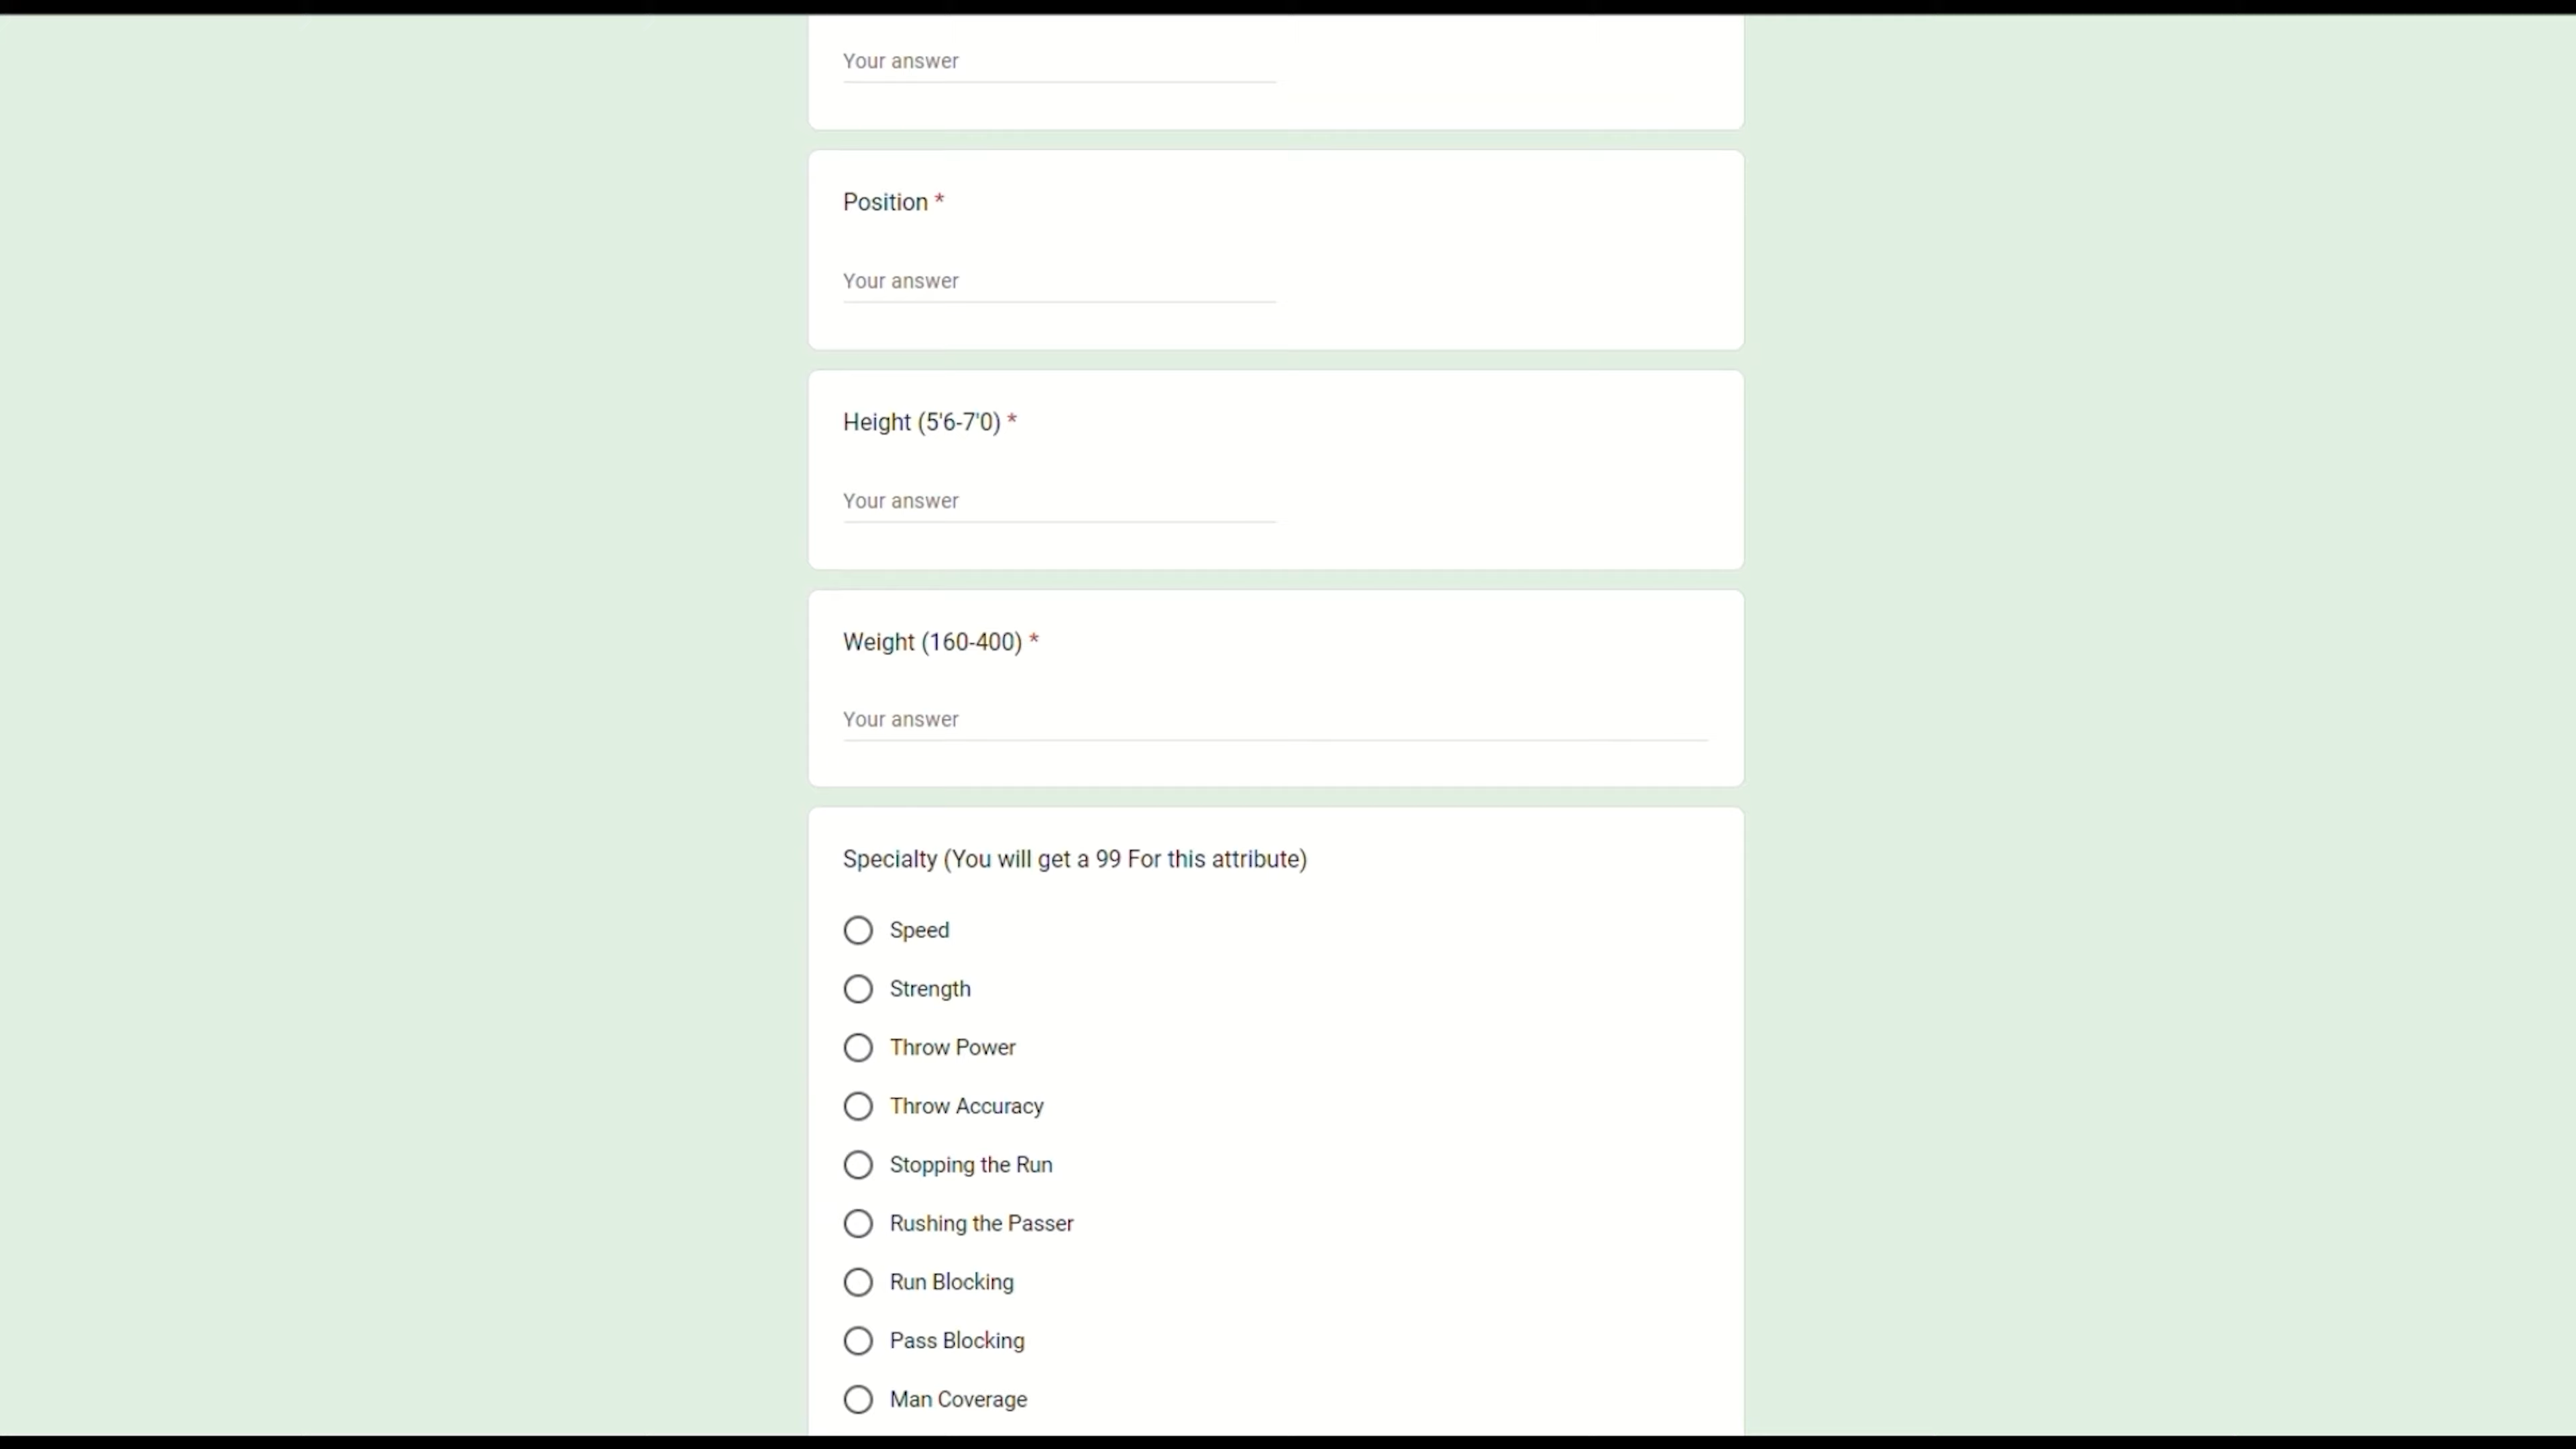 Your answer
Position *
Your answer
Height (5'6-7'0) *
Your answer
Weight (160-400) *
Your answer
Specialty (You will get a 99 For this attribute)
Speed
Strength
Throw Power
Throw Accuracy
Stopping the Run
Rushing the Passer
Run Blocking
Pass Blocking
Man Coverage